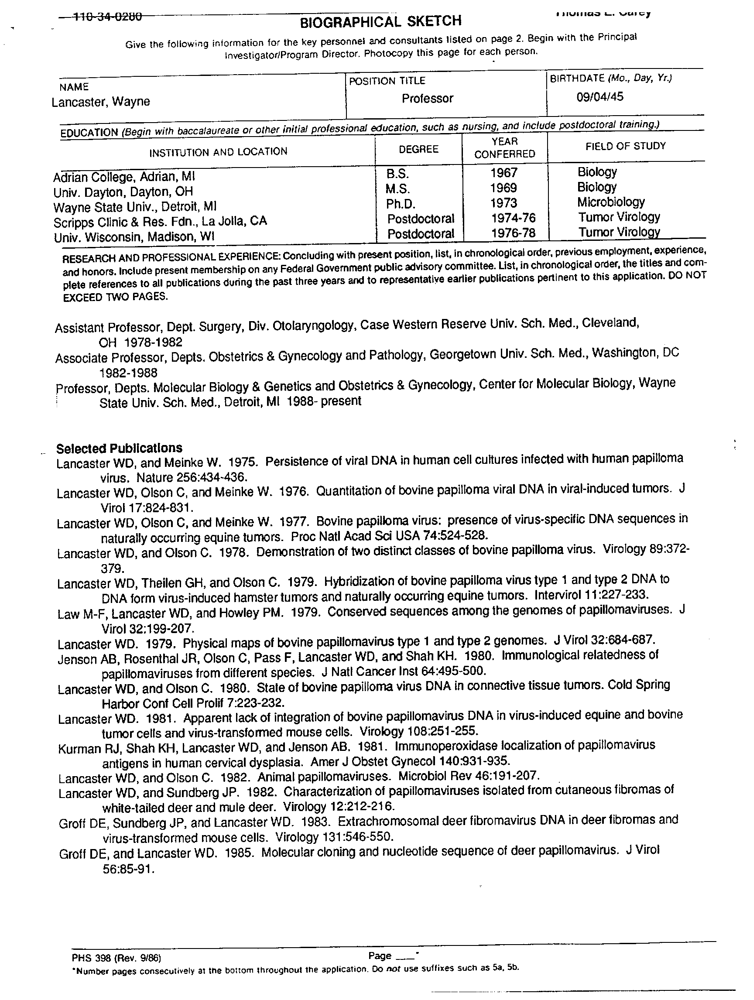 110-34-0280
BIOGRAPHICAL SKETCH
Give the following information for the key personnel and consultants listed on page 2. Begin with the Principal
Investigator/Program Director. Photocopy this page for each person.
NAME
POSITION TITLE
BIRTHDATE (Mo., Day, Yr.)
Lancaster, Wayne
Professor
09/04/45
EDUCATION (Begin with baccalaureate or other initial professional education, such as nursing, and include postdoctoral training.)
INSTITUTION AND LOCATION
DEGREE
YEAR CONFERRED
FIELD OF STUDY
Adrian College, Adrian, MI B.S. 1967 Biology
Univ. Dayton, Dayton, OH M.S. 1969 Biology
Wayne State Univ., Detroit, MI Ph.D. 1973 Microbiology
Scripps Clinic & Res. Fdn., La Jolla, CA Postdoctoral 1974-76 Tumor Virology
Univ. Wisconsin, Madison, WI Postdoctoral 1976-78 Tumor Virology
RESEARCH AND PROFESSIONAL EXPERIENCE: Concluding with present position, list, in chronological order, previous employment, experience,
and honors. Include present membership on any Federal Government public advisory committee. List, in chronological order, the titles and com-
plete references to all publications during the past three years and to representative earlier publications pertinent to this application. DO NOT
EXCEED TWO PAGES.
Assistant Professor, Dept. Surgery, Div. Otolaryngology, Case Western Reserve Univ. Sch. Med., Cleveland,
OH 1978-1982
Associate Professor, Depts. Obstetrics & Gynecology and Pathology, Georgetown Univ. Sch. Med., Washington, DC
1982-1988
Professor, Depts. Molecular Biology & Genetics and Obstetrics & Gynecology, Center for Molecular Biology, Wayne
State Univ. Sch. Med., Detroit, MI 1988- present
Selected Publications
Lancaster WD, and Meinke W. 1975. Persistence of viral DNA in human cell cultures infected with human papilloma
virus. Nature 256:434-436.
Lancaster WD, Olson C, and Meinke W. 1976. Quantitation of bovine papilloma viral DNA in viral-induced tumors. J
Virol 17:824-831.
Lancaster WD, Olson C, and Meinke W. 1977. Bovine papilloma virus: presence of virus-specific DNA sequences in
naturally occurring equine tumors. Proc Natl Acad Sci USA 74:524-528.
Lancaster WD, and Olson C. 1978. Demonstration of two distinct classes of bovine papilloma virus. Virology 89:372-
379.
Lancaster WD, Theilen GH, and Olson C. 1979. Hybridization of bovine papilloma virus type 1 and type 2 DNA to
DNA form virus-induced hamster tumors and naturally occurring equine tumors. Intervirol 11:227-233.
Law M-F, Lancaster WD, and Howley PM. 1979. Conserved sequences among the genomes of papillomaviruses. J
Virol 32:199-207.
Lancaster WD. 1979. Physical maps of bovine papillomavirus type 1 and type 2 genomes. J Virol 32:684-687.
Jenson AB, Rosenthal JR, Olson C, Pass F, Lancaster WD, and Shah KH. 1980. Immunological relatedness of
papillomaviruses from different species. J Natl Cancer Inst 64:495-500.
Lancaster WD, and Olson C. 1980. State of bovine papilloma virus DNA in connective tissue tumors. Cold Spring
Harbor Conf Cell Prolif 7:223-232.
Lancaster WD. 1981. Apparent lack of integration of bovine papillomavirus DNA in virus-induced equine and bovine
tumor cells and virus-transformed mouse cells. Virology 108:251-255.
Kurman RJ, Shah KH, Lancaster WD, and Jenson AB. 1981. Immunoperoxidase localization of papillomavirus
antigens in human cervical dysplasia. Amer J Obstet Gynecol 140:931-935.
Lancaster WD, and Olson C. 1982. Animal papillomaviruses. Microbiol Rev 46:191-207.
Lancaster WD, and Sundberg JP. 1982. Characterization of papillomaviruses isolated from cutaneous fibromas of
white-tailed deer and mule deer. Virology 12:212-216.
Groff DE, Sundberg JP, and Lancaster WD. 1983. Extrachromosomal deer fibromavirus DNA in deer fibromas and
virus-transformed mouse cells. Virology 131:546-550.
Groff DE, and Lancaster WD. 1985. Molecular cloning and nucleotide sequence of deer papillomavirus. J Virol
56:85-91.
PHS 398 (Rev. 9/86)
Page ___*
*Number pages consecutively at the bottom throughout the application. Do not use suffixes such as 5a, 5b.